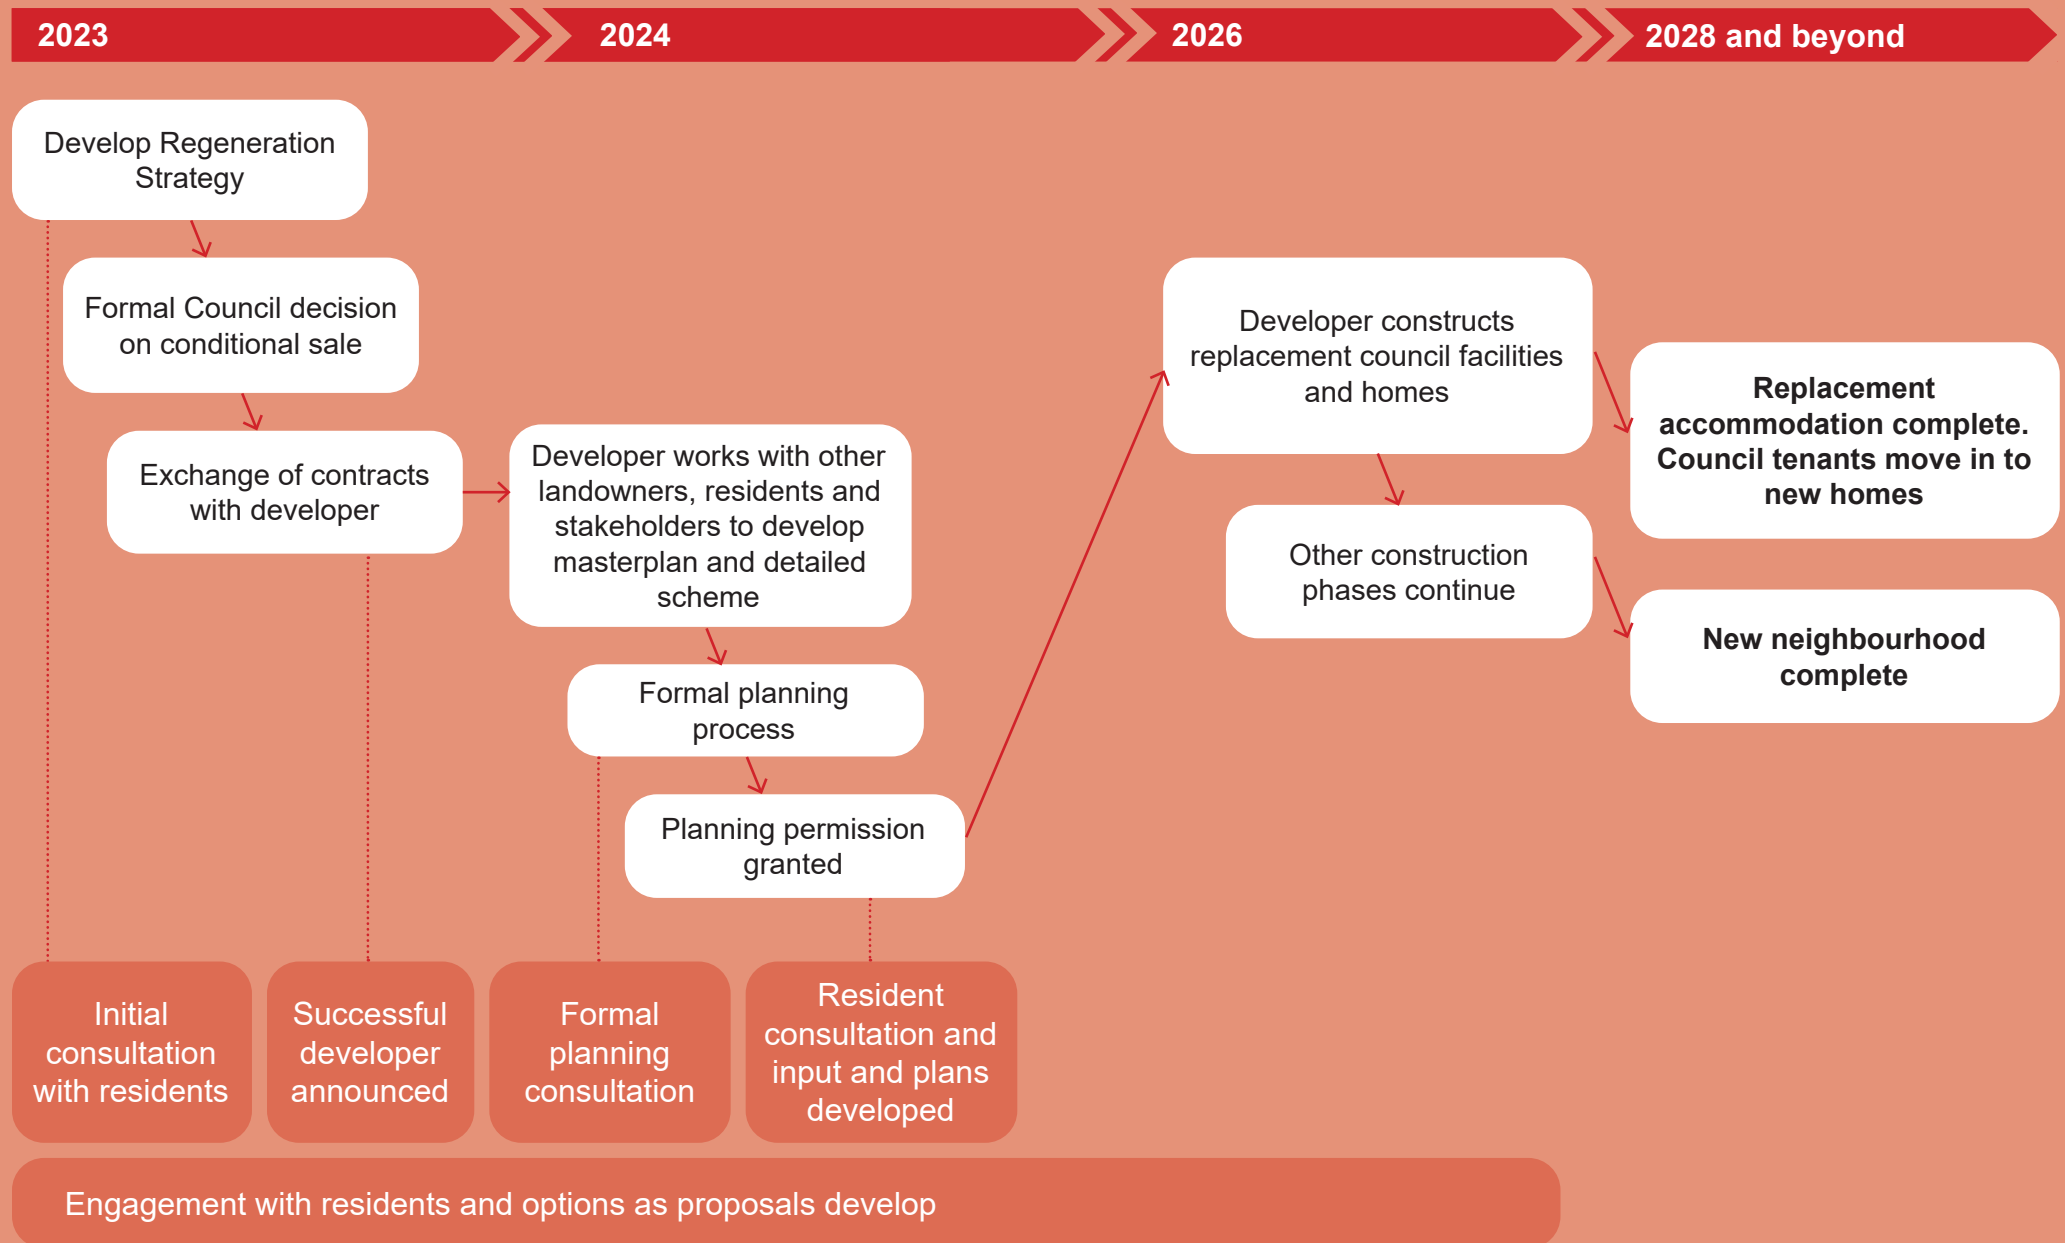 2023
2024
2026
2028 and beyond
Develop Regeneration
Strategy
Formal Council decision
on conditional sale
Exchange of contracts
with developer
Developer works with other
landowners, residents and
stakeholders to develop
masterplan and detailed
scheme
Formal planning
process
Planning permission
granted
Developer constructs
replacement council facilities
and homes
Other construction
phases continue
Replacement
accommodation complete.
Council tenants move in to
new homes
New neighbourhood
complete
Initial
consultation
with residents
Successful
developer
announced
Formal
planning
consultation
Resident
consultation and
input and plans
developed
Engagement with residents and options as proposals develop